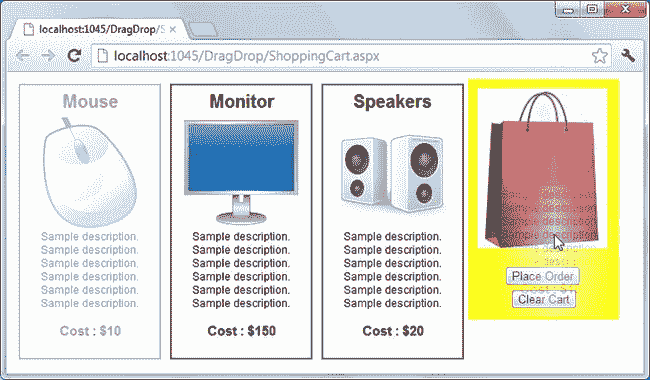 localhost:1045/DragDrop/S
localhost:1045/DragDrop/ShoppingCart.aspx
Mouse
Sample description.
Sample description.
Sample description.
Sample description.
Sample description.
Sample description.
Cost : $10
Monitor
Sample description.
Sample description.
Sample description.
Sample description.
Sample description.
Sample description.
Cost : $150
Speakers
Sample description.
Sample description.
Sample description.
Sample description.
Sample description.
Sample description.
Cost : $20
Place Order
Clear Cart